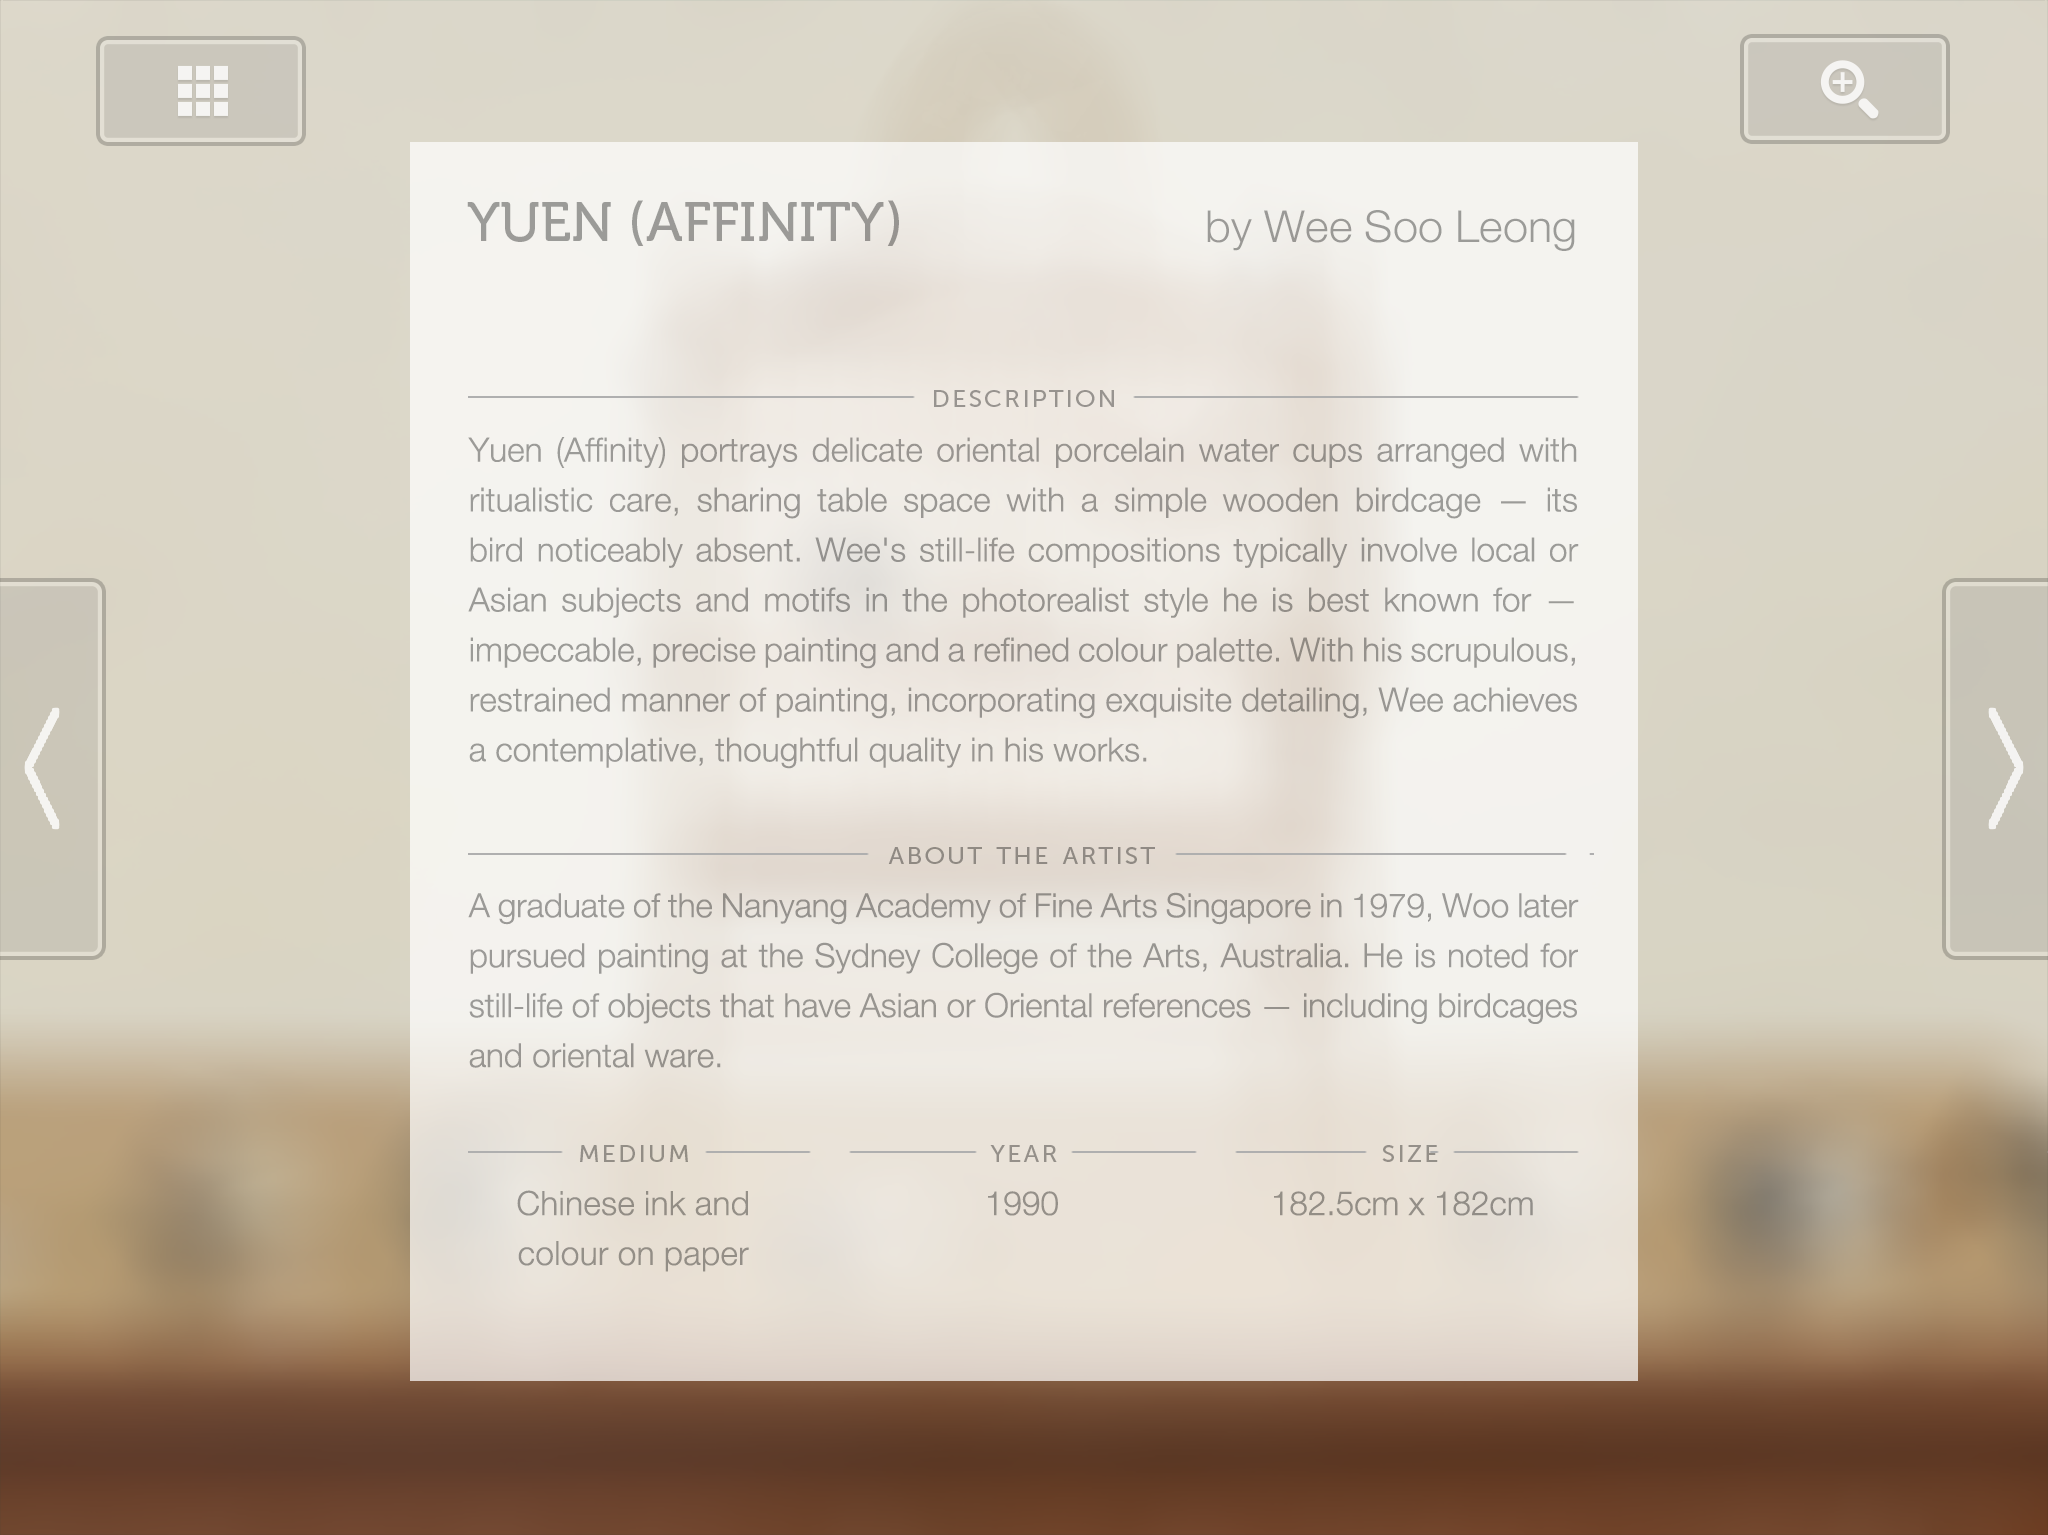 YUEN (AFFINITY)
by Wee Soo Leong
DESCRIPTION
Yuen (Affinity) portrays delicate oriental porcelain water cups arranged with
ritualistic care, sharing table space with a simple wooden birdcage — its
bird noticeably absent. Wee's still-life compositions typically involve local or
Asian subjects and motifs in the photorealist style he is best known for —
impeccable, precise painting and a refined colour palette. With his scrupulous,
restrained manner of painting, incorporating exquisite detailing, Wee achieves
a contemplative, thoughtful quality in his works.
ABOUT THE ARTIST
A graduate of the Nanyang Academy of Fine Arts Singapore in 1979, Woo later
pursued painting at the Sydney College of the Arts, Australia. He is noted for
still-life of objects that have Asian or Oriental references — including birdcages
and oriental ware.
MEDIUM
Chinese ink and
colour on paper
YEAR
1990
SIZE
182.5cm x 182cm